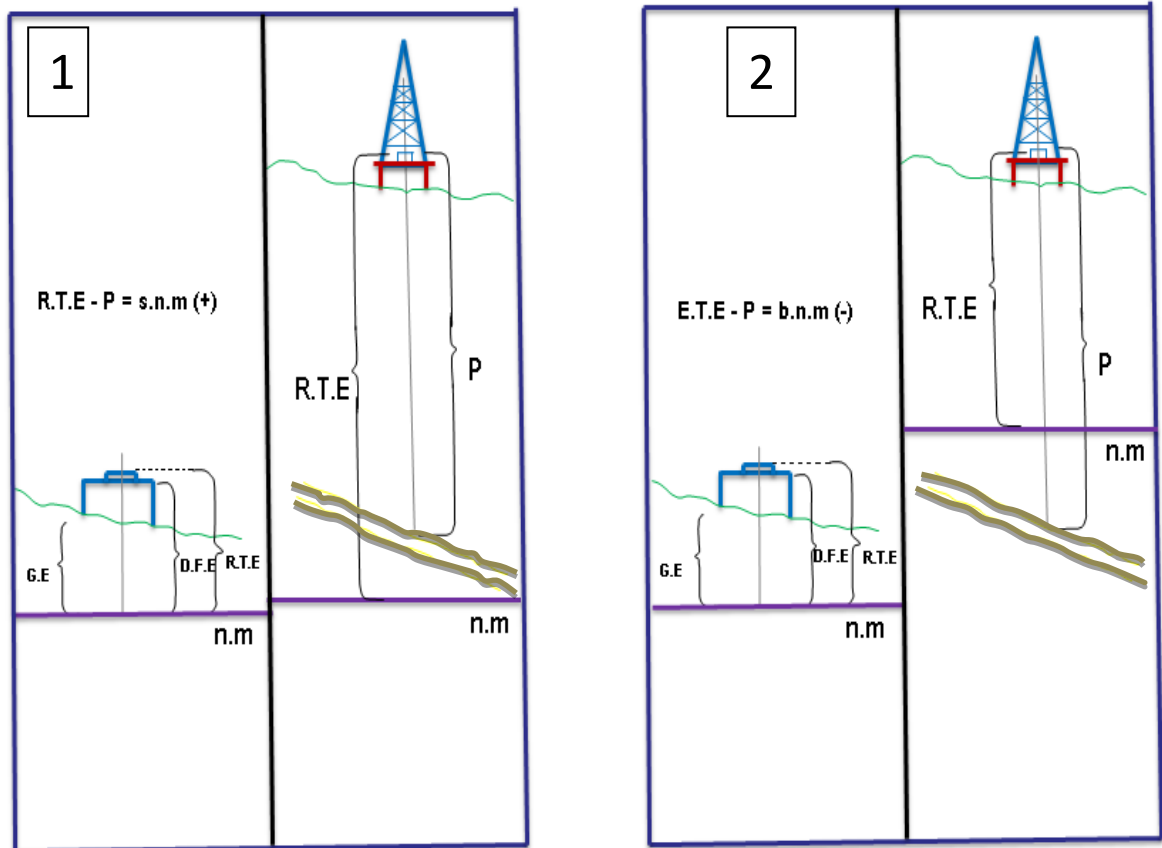 1
R.T.E - P = s.n.m (+)
R.T.E
P
G.E
D.F.E
R.T.E
n.m
n.m
2
E.T.E - P = b.n.m (-)
R.T.E
P
n.m
G.E
D.F.E
R.T.E
n.m